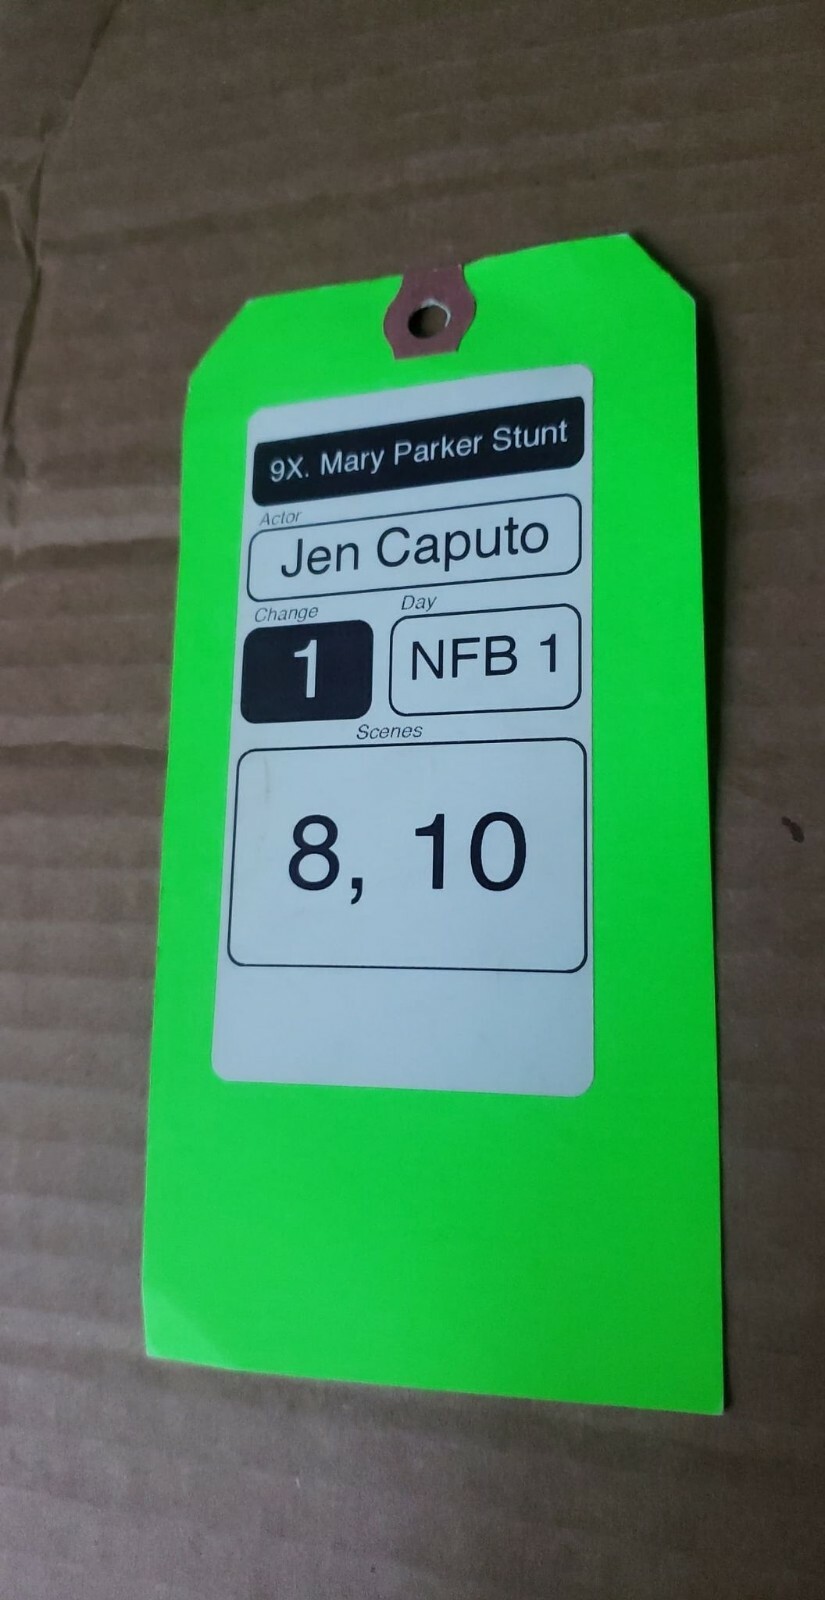 9X. Mary Parker Stunt
Actor
Jen Caputo
Change
Day
1
NFB 1
Scenes
8, 10